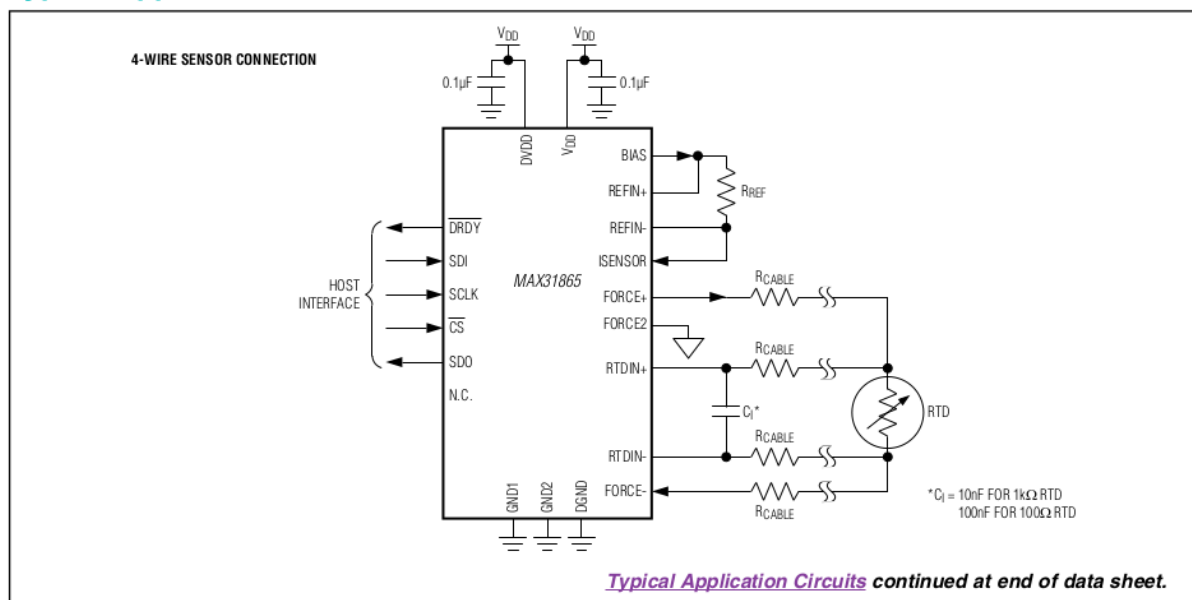 4-WIRE SENSOR CONNECTION
VDD
VDD
0.1µF
0.1µF
DVDD
VDD
BIAS
REFIN+
RREF
REFIN-
ISENSOR
DRDY
SDI
SCLK
CS
SDO
N.C.
HOST
INTERFACE
MAX31865
FORCE+
RCABLE
FORCE2
RTDIN+
RCABLE
CI*
RTD
RTDIN-
RCABLE
FORCE-
RCABLE
GND1
GND2
DGND
*CI = 10nF FOR 1kΩ RTD
100nF FOR 100Ω RTD
Typical Application Circuits continued at end of data sheet.